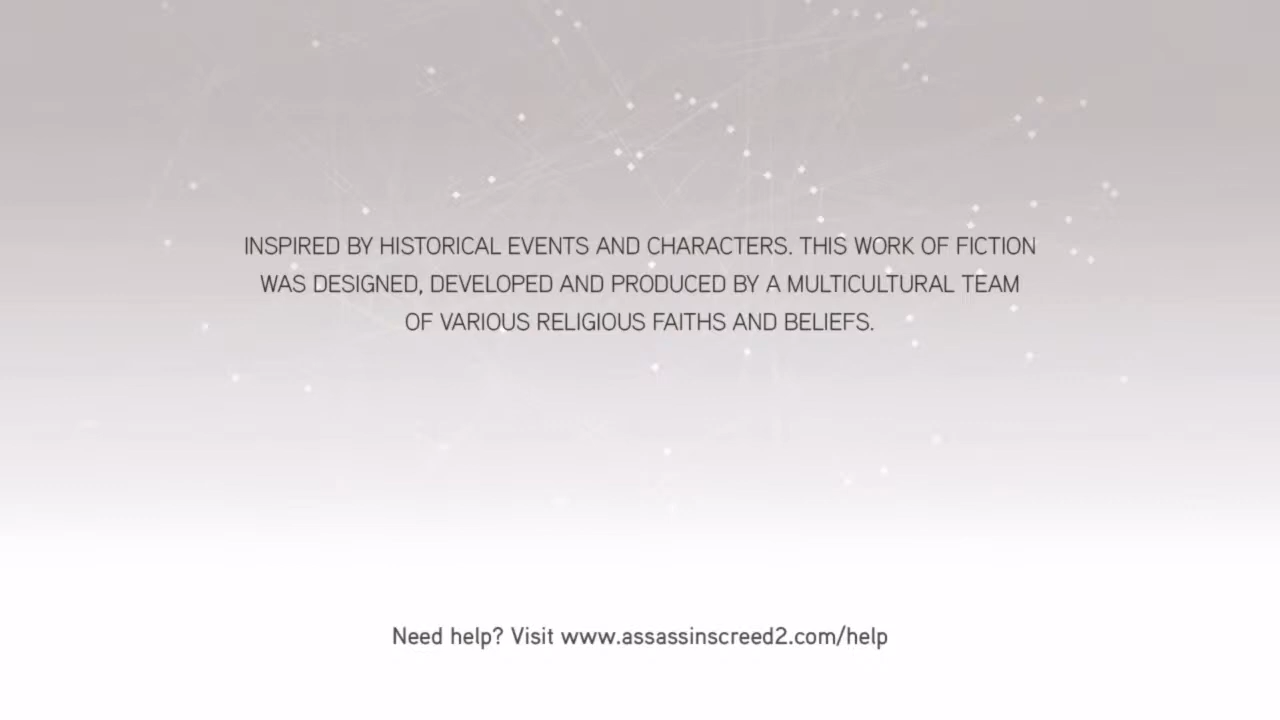 INSPIRED BY HISTORICAL EVENTS AND CHARACTERS. THIS WORK OF FICTION
WAS DESIGNED, DEVELOPED AND PRODUCED BY A MULTICULTURAL TEAM
OF VARIOUS RELIGIOUS FAITHS AND BELIEFS.
Need help? Visit www.assassinscreed2.com/help